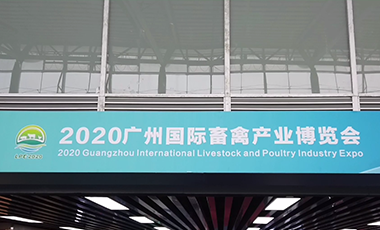 2020广州国际畜禽产业博览会
2020 Guangzhou International Livestock and Poultry Industry Expo